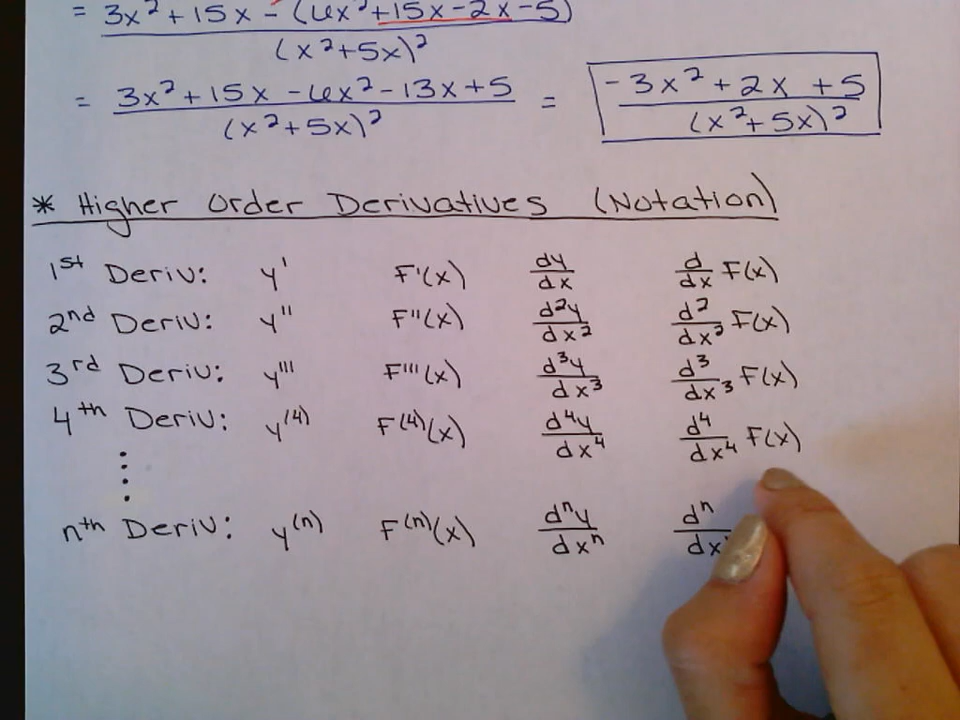 = 3x² + 15x - (6x² + 15x - 2x - 5)
(x² + 5x)²
= 3x² + 15x - 6x² - 13x + 5 = -3x² + 2x + 5
(x² + 5x)² (x² + 5x)²
* Higher Order Derivatives (Notation)
1st Deriv: y' F'(x) dy/dx d/dx F(x)
2nd Deriv: y'' F''(x) d²y/dx² d²/dx² F(x)
3rd Deriv: y''' F'''(x) d³y/dx³ d³/dx³ F(x)
4th Deriv: y⁽⁴⁾ F⁽⁴⁾(x) d⁴y/dx⁴ d⁴/dx⁴ F(x)
nth Deriv: y⁽ⁿ⁾ F⁽ⁿ⁾(x) dⁿy/dxⁿ dⁿ/dx